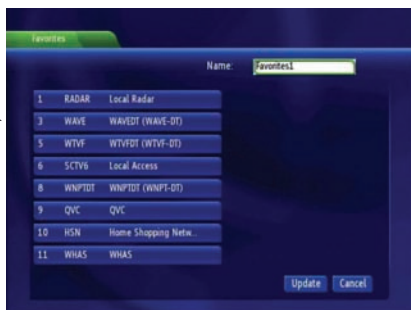 Favorites
Name: Favorites1
1 RADAR Local Radar
3 WAVE WAVEDT (WAVE-DT)
5 WTVF WTVFDT (WTVF-DT)
6 SCTV6 Local Access
8 WNPTDT WNPTDT (WNPT-DT)
9 QVC QVC
10 HSN Home Shopping Netw...
11 WHAS WHAS
Update Cancel